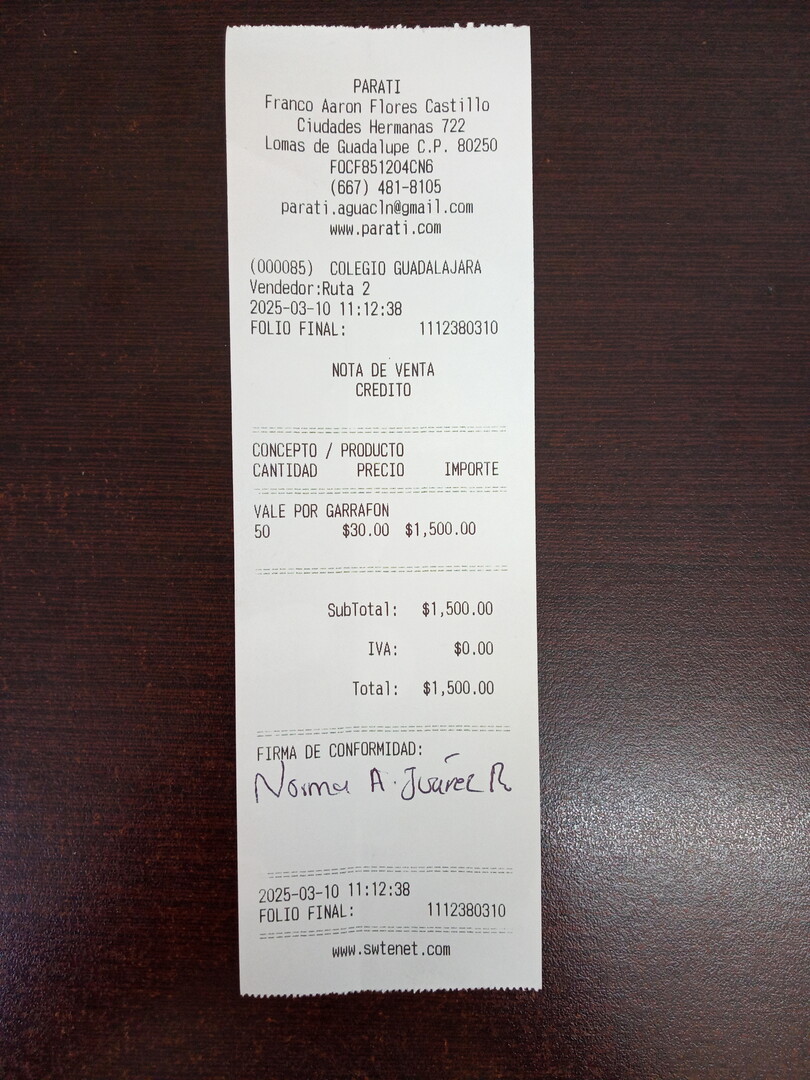 PARATI
Franco Aaron Flores Castillo
Ciudades Hermanas 722
Lomas de Guadalupe C.P. 80250
FOCF851204CN6
(667) 481-8105
parati.aguacln@gmail.com
www.parati.com
(000085) COLEGIO GUADALAJARA
Vendedor:Ruta 2
2025-03-10 11:12:38
FOLIO FINAL: 1112380310
NOTA DE VENTA
CREDITO
CONCEPTO / PRODUCTO
CANTIDAD PRECIO IMPORTE
VALE POR GARRAFON
50 $30.00 $1,500.00
SubTotal: $1,500.00
IVA: $0.00
Total: $1,500.00
FIRMA DE CONFORMIDAD:
Norma A. Juárez R
2025-03-10 11:12:38
FOLIO FINAL: 1112380310
www.swtenet.com